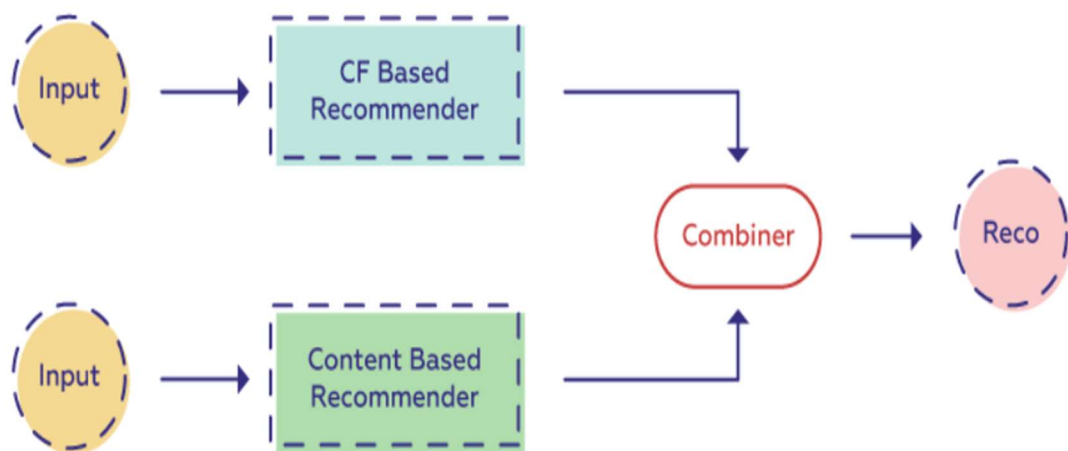 Input
CF Based
Recommender
Combiner
Reco
Input
Content Based
Recommender